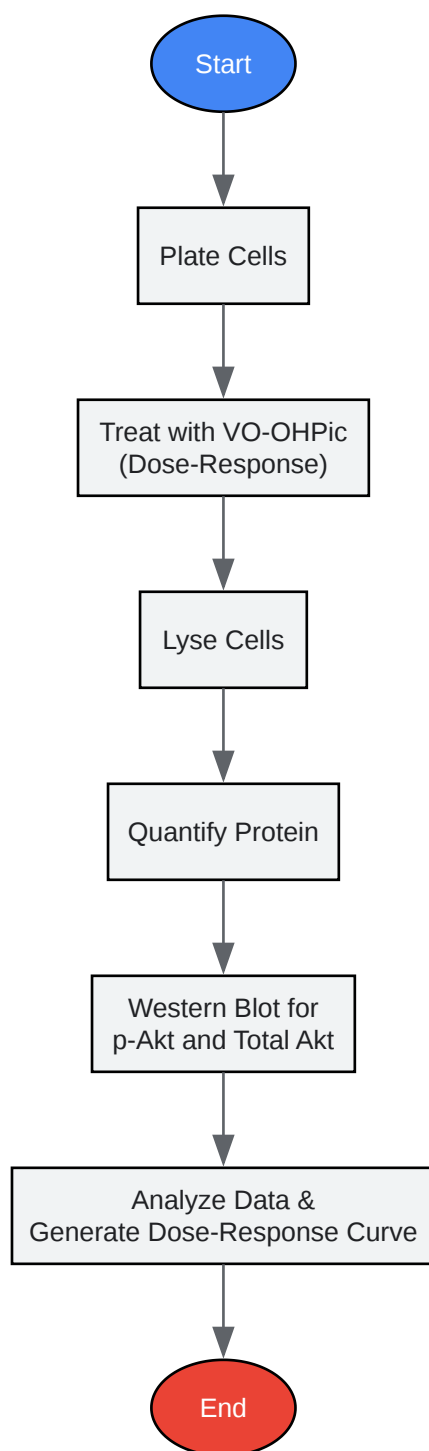 Start
Plate Cells
Treat with VO-OHPic
(Dose-Response)
Lyse Cells
Quantify Protein
Western Blot for
p-Akt and Total Akt
Analyze Data &
Generate Dose-Response Curve
End